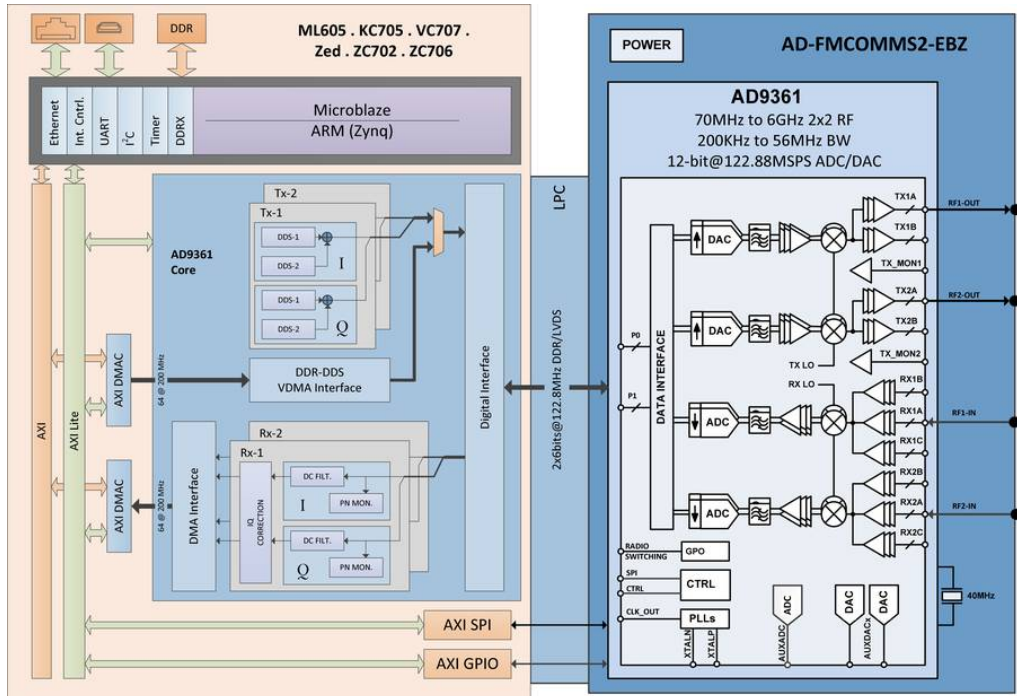 ML605 . KC705 . VC707 .
Zed . ZC702 . ZC706
DDR
Ethernet
Int. Cntrl.
UART
I²C
Timer
DDRX
Microblaze
ARM (Zynq)
AXI
AXI Lite
AXI DMAC
64 @ 200 MHz
AXI DMAC
64 @ 200 MHz
AD9361
Core
Tx-2
Tx-1
DDS-1
DDS-2
I
DDS-1
DDS-2
Q
DDR-DDS
VDMA Interface
DMA Interface
Rx-2
Rx-1
IQ
CORRECTION
DC FILT.
PN MON.
I
DC FILT.
PN MON.
Q
Digital Interface
AXI SPI
AXI GPIO
LPC
2x6bits@122.8MHz DDR/LVDS
POWER
AD-FMCOMMS2-EBZ
AD9361
70MHz to 6GHz 2x2 RF
200KHz to 56MHz BW
12-bit@122.88MSPS ADC/DAC
P0
P1
DATA INTERFACE
DAC
DAC
ADC
ADC
TX LO
RX LO
TX1A
TX1B
TX_MON1
TX2A
TX2B
TX_MON2
RX1B
RX1A
RX1C
RX2B
RX2A
RX2C
RF1-OUT
RF2-OUT
RF1-IN
RF2-IN
RADIO
SWITCHING
GPO
SPI
CTRL
CTRL
CLK_OUT
PLLs
XTALN
XTALP
ADC
AUXADC
DAC
DAC
AUXDACx
40MHz